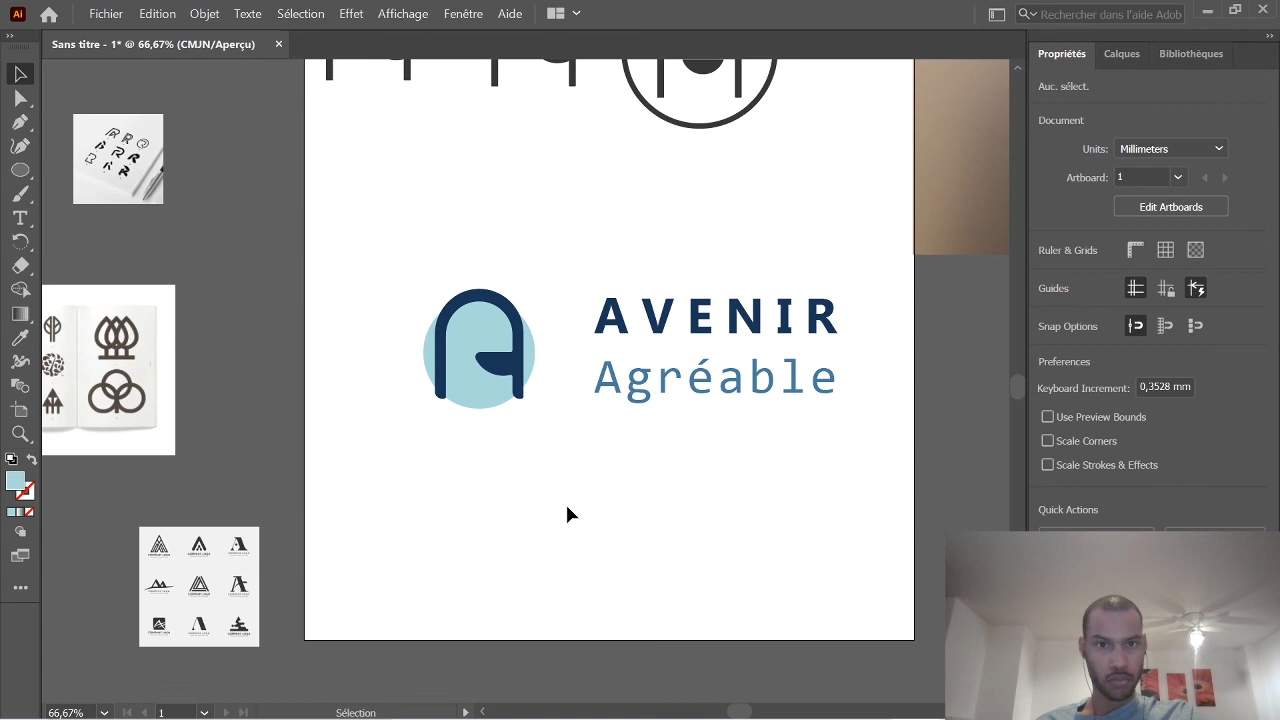 Ai
Fichier Edition Objet Texte Sélection Effet Affichage Fenêtre Aide
Rechercher dans l'aide Adob
Sans titre - 1* @ 66,67% (CMJN/Aperçu) ×
Propriétés Calques Bibliothèques
Auc. sélect.
Document
Units: Millimeters
Artboard: 1
Edit Artboards
Ruler & Grids
Guides
Snap Options
Preferences
Keyboard Increment: 0,3528 mm
Use Preview Bounds
Scale Corners
Scale Strokes & Effects
Quick Actions
AVENIR
Agréable
66,67% 1 Sélection